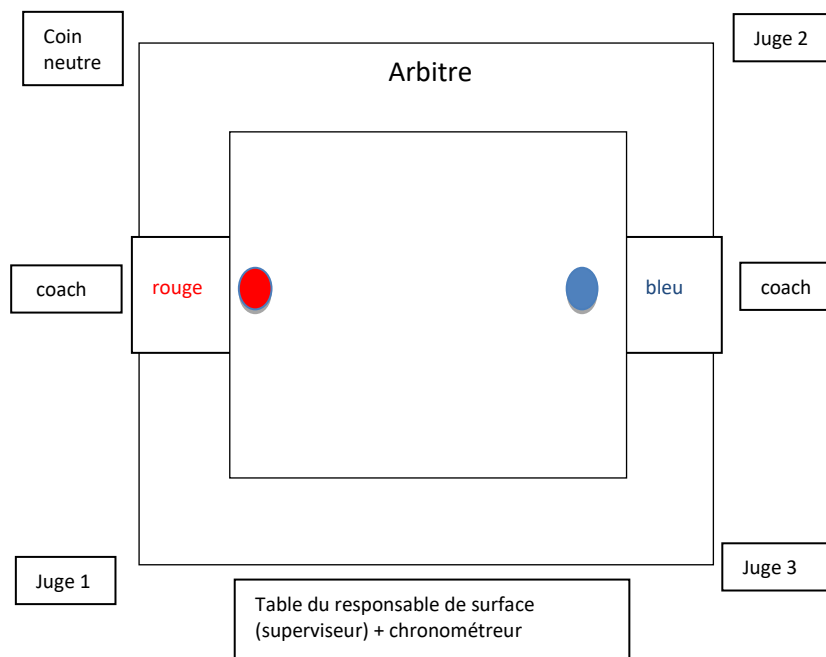 Coin
neutre
Juge 2
Arbitre
coach
rouge
bleu
coach
Juge 1
Juge 3
Table du responsable de surface
(superviseur) + chronométreur